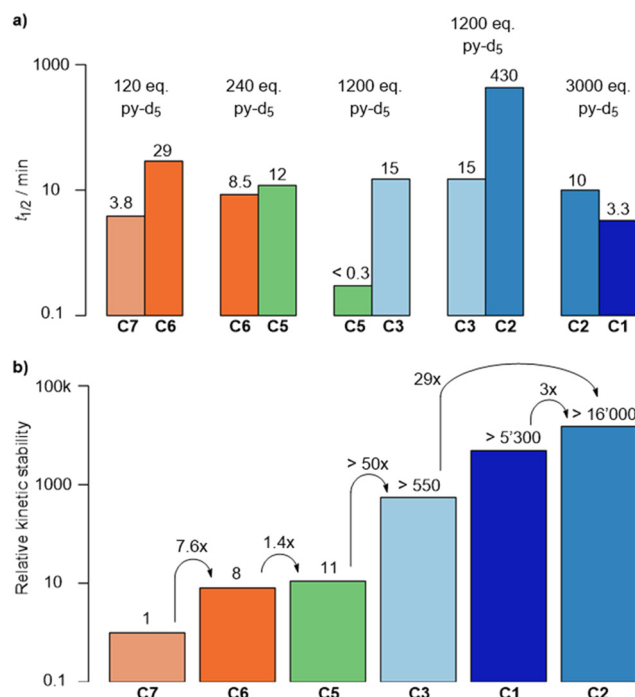 a)
1200 eq.
py-d5
120 eq.
py-d5
240 eq.
py-d5
1200 eq.
py-d5
3000 eq.
py-d5
1000
10
0.1
t1/2 / min
3.8
29
8.5
12
< 0.3
15
15
430
10
3.3
C7 C6
C6 C5
C5 C3
C3 C2
C2 C1
b)
100k
1000
10
0.1
Relative kinetic stability
29x
3x
> 16'000
> 5'300
> 50x
> 550
7.6x
1.4x
1
8
11
C7
C6
C5
C3
C1
C2